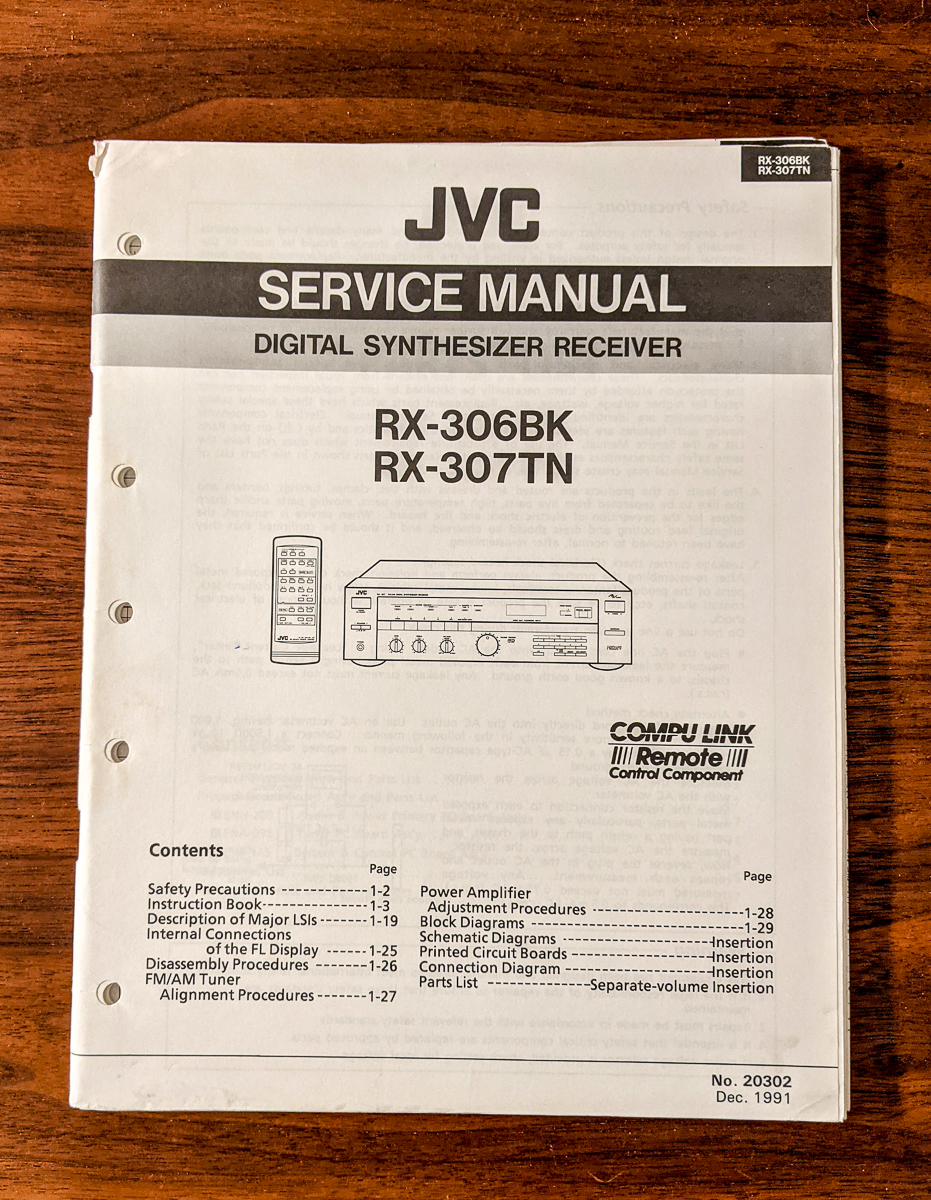 RX-306BK
RX-307TN
JVC
SERVICE MANUAL
DIGITAL SYNTHESIZER RECEIVER
RX-306BK
RX-307TN
JVC
JVC
COMPU LINK
Remote
Control Component
Contents
Page
Safety Precautions ---------------- 1-2
Instruction Book------------------- 1-3
Description of Major LSIs -------- 1-19
Internal Connections
of the FL Display ------ 1-25
Disassembly Procedures --------- 1-26
FM/AM Tuner
Alignment Procedures -------- 1-27
Page
Power Amplifier
Adjustment Procedures -----------------------1-28
Block Diagrams ---------------------------------1-29
Schematic Diagrams ----------------------Insertion
Printed Circuit Boards ---------------------Insertion
Connection Diagram ----------------------Insertion
Parts List ----------------Separate-volume Insertion
No. 20302
Dec. 1991